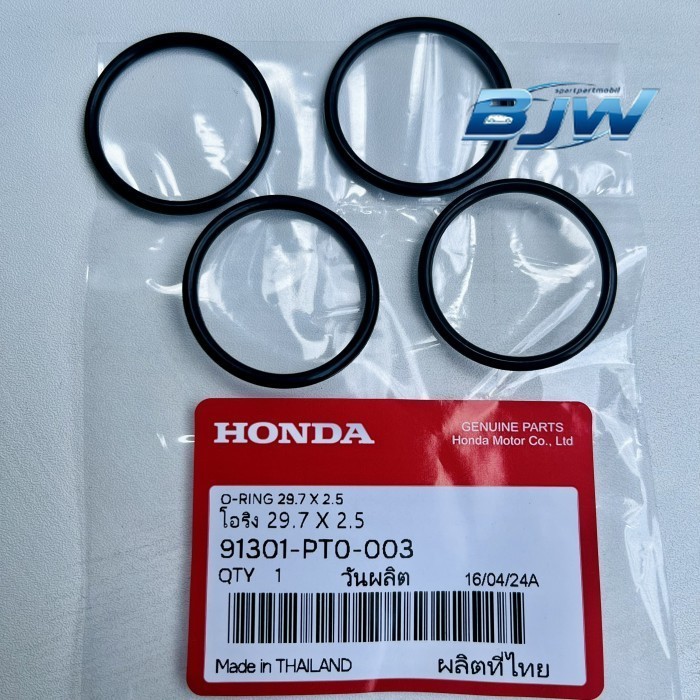 sparepartmobil
BJW
HONDA
GENUINE PARTS
Honda Motor Co., Ltd
O-RING 29.7 X 2.5
โอริง 29.7 X 2.5
91301-PT0-003
QTY 1 วันผลิต 16/04/24A
Made in THAILAND ผลิตที่ไทย